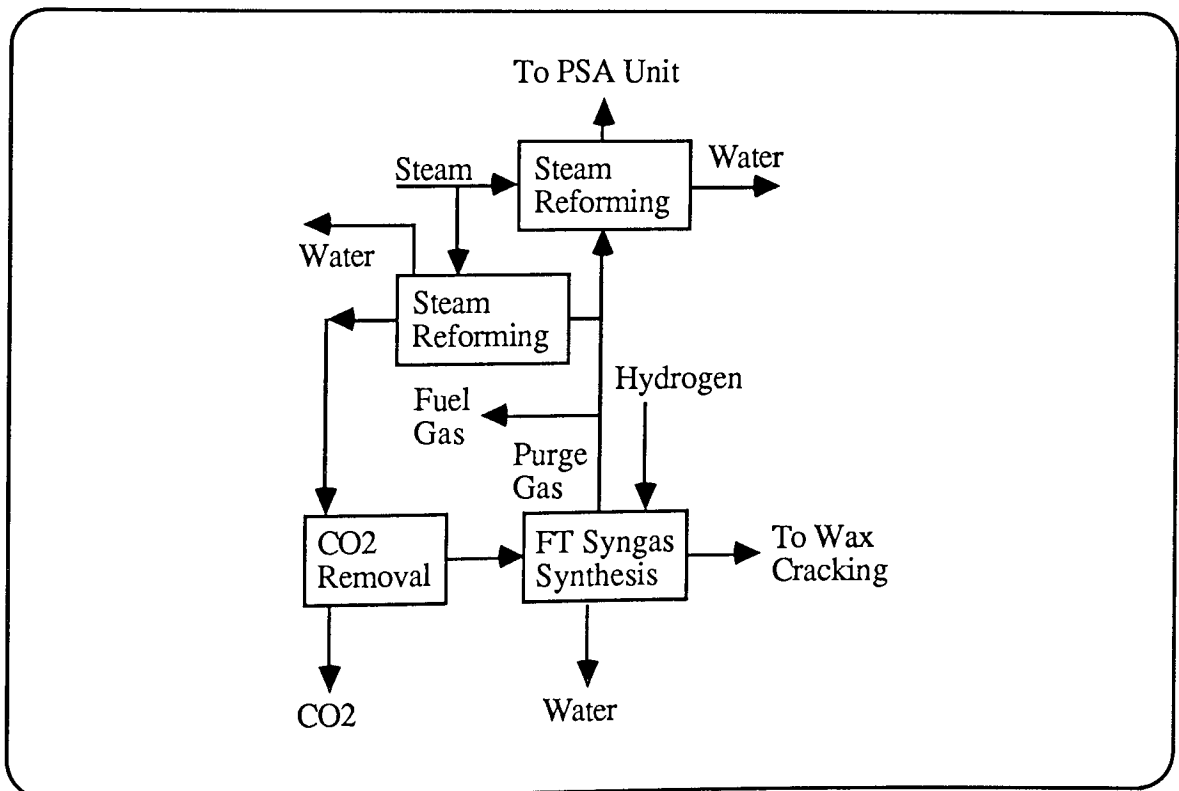 To PSA Unit
Steam
Steam
Reforming
Water
Water
Steam
Reforming
Hydrogen
Fuel
Gas
Purge
Gas
CO2
Removal
FT Syngas
Synthesis
To Wax
Cracking
CO2
Water